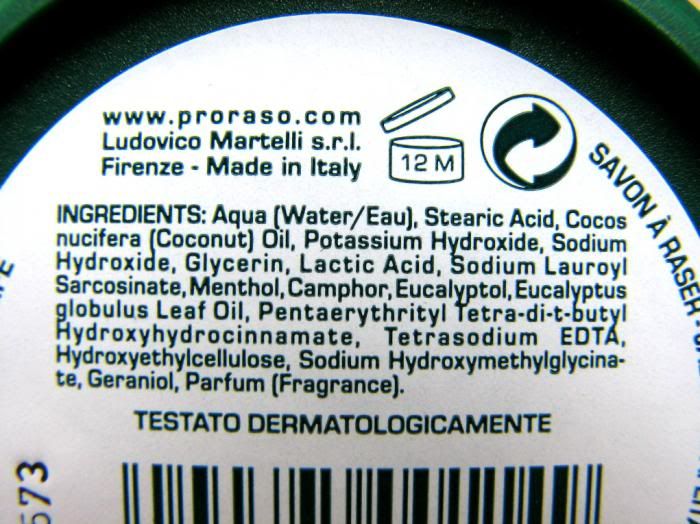 www.proraso.com
Ludovico Martelli s.r.l.
Firenze - Made in Italy
12 M
SAVON À RASER
INGREDIENTS: Aqua (Water/Eau), Stearic Acid, Cocos
nucifera (Coconut) Oil, Potassium Hydroxide, Sodium
Hydroxide, Glycerin, Lactic Acid, Sodium Lauroyl
Sarcosinate, Menthol, Camphor, Eucalyptol, Eucalyptus
globulus Leaf Oil, Pentaerythrityl Tetra-di-t-butyl
Hydroxyhydrocinnamate, Tetrasodium EDTA,
Hydroxyethylcellulose, Sodium Hydroxymethylglycina-
te, Geraniol, Parfum (Fragrance).
TESTATO DERMATOLOGICAMENTE
573